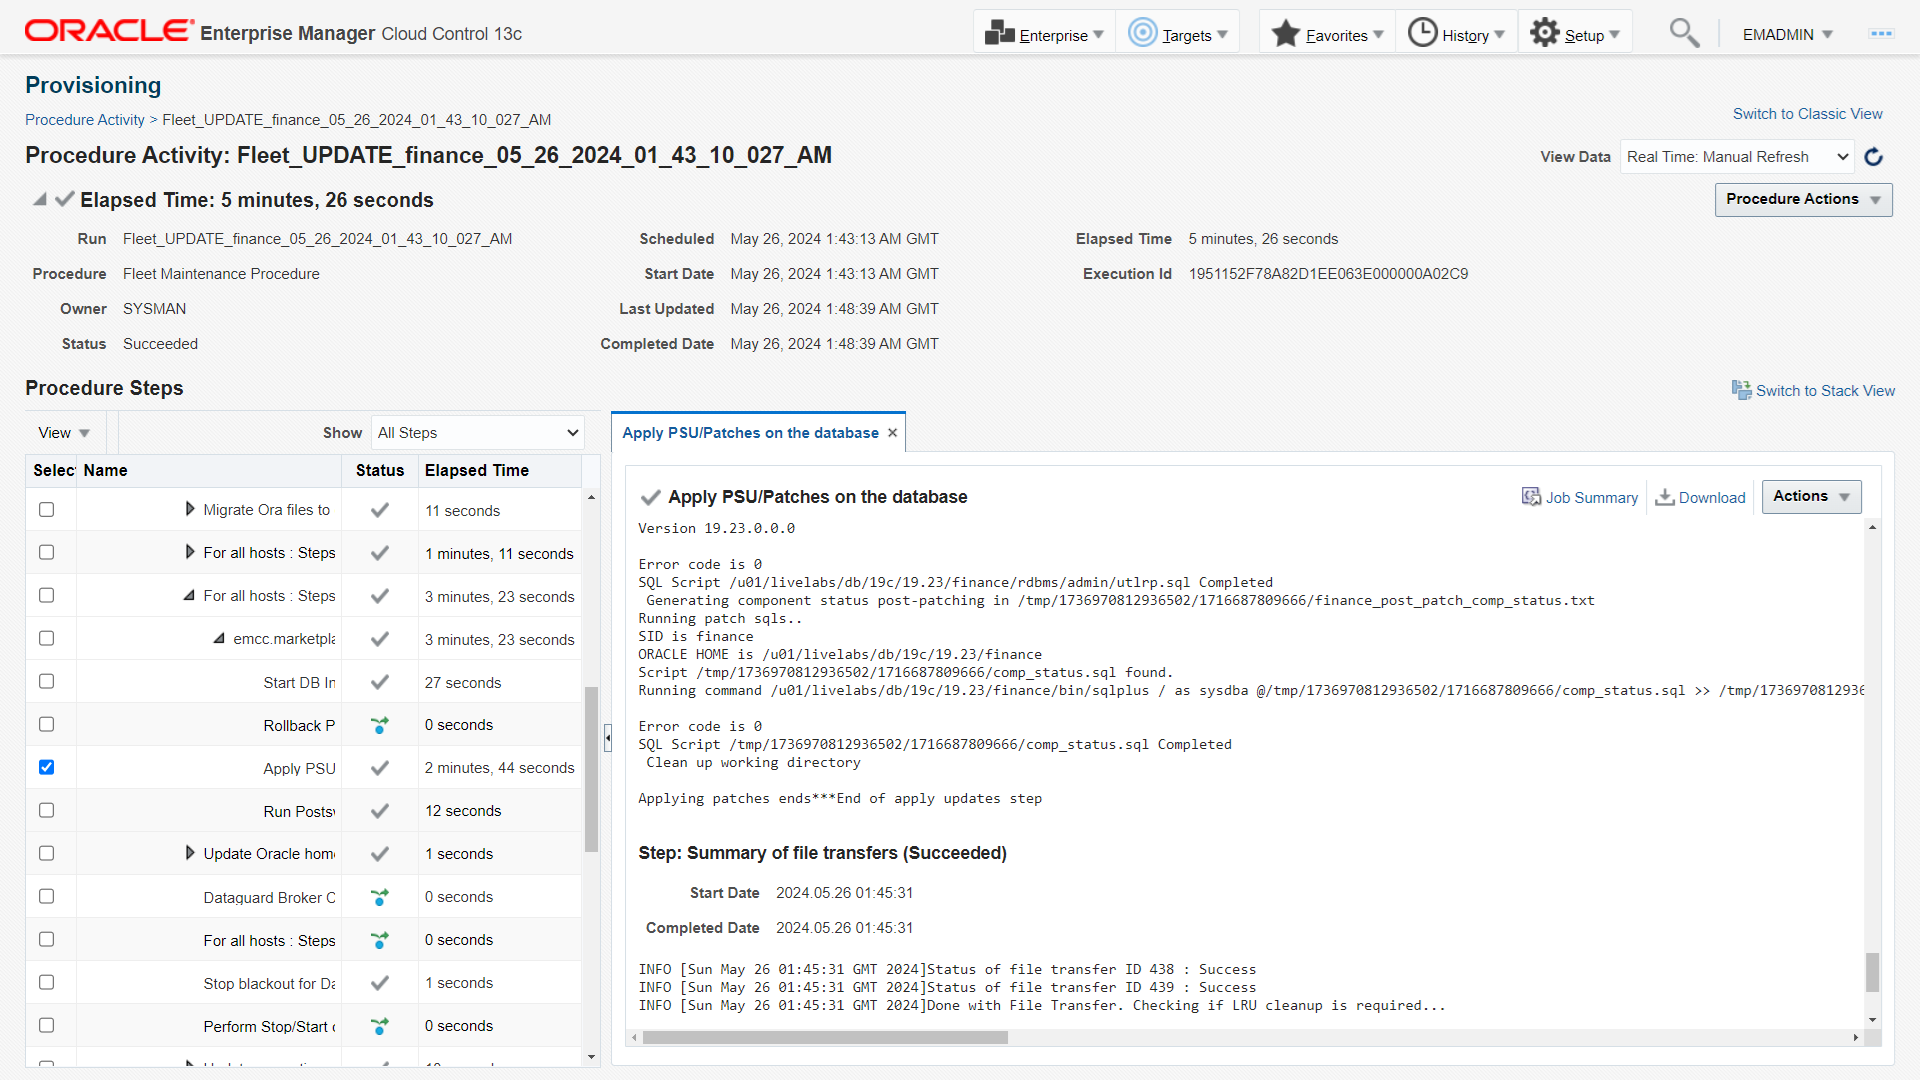 ORACLE Enterprise Manager Cloud Control 13c
Enterprise
Targets
Favorites
History
Setup
EMADMIN
Provisioning
Procedure Activity > Fleet_UPDATE_finance_05_26_2024_01_43_10_027_AM
Switch to Classic View
Procedure Activity: Fleet_UPDATE_finance_05_26_2024_01_43_10_027_AM
View Data Real Time: Manual Refresh
Elapsed Time: 5 minutes, 26 seconds
Procedure Actions
Run Fleet_UPDATE_finance_05_26_2024_01_43_10_027_AM
Procedure Fleet Maintenance Procedure
Owner SYSMAN
Status Succeeded
Scheduled May 26, 2024 1:43:13 AM GMT
Start Date May 26, 2024 1:43:13 AM GMT
Last Updated May 26, 2024 1:48:39 AM GMT
Completed Date May 26, 2024 1:48:39 AM GMT
Elapsed Time 5 minutes, 26 seconds
Execution Id 1951152F78A82D1EE063E000000A02C9
Procedure Steps
Switch to Stack View
View
Show All Steps
Selec Name Status Elapsed Time
Migrate Ora files to 11 seconds
For all hosts : Steps 1 minutes, 11 seconds
For all hosts : Steps 3 minutes, 23 seconds
emcc.marketpla 3 minutes, 23 seconds
Start DB In 27 seconds
Rollback P 0 seconds
Apply PSU 2 minutes, 44 seconds
Run Posts 12 seconds
Update Oracle hom 1 seconds
Dataguard Broker C 0 seconds
For all hosts : Steps 0 seconds
Stop blackout for Da 1 seconds
Perform Stop/Start 0 seconds
Apply PSU/Patches on the database
Apply PSU/Patches on the database
Job Summary
Download
Actions
Version 19.23.0.0.0
Error code is 0
SQL Script /u01/livelabs/db/19c/19.23/finance/rdbms/admin/utlrp.sql Completed
Generating component status post-patching in /tmp/1736970812936502/1716687809666/finance_post_patch_comp_status.txt
Running patch sqls..
SID is finance
ORACLE HOME is /u01/livelabs/db/19c/19.23/finance
Script /tmp/1736970812936502/1716687809666/comp_status.sql found.
Running command /u01/livelabs/db/19c/19.23/finance/bin/sqlplus / as sysdba @/tmp/1736970812936502/1716687809666/comp_status.sql >> /tmp/1736970812936
Error code is 0
SQL Script /tmp/1736970812936502/1716687809666/comp_status.sql Completed
Clean up working directory
Applying patches ends***End of apply updates step
Step: Summary of file transfers (Succeeded)
Start Date 2024.05.26 01:45:31
Completed Date 2024.05.26 01:45:31
INFO [Sun May 26 01:45:31 GMT 2024]Status of file transfer ID 438 : Success
INFO [Sun May 26 01:45:31 GMT 2024]Status of file transfer ID 439 : Success
INFO [Sun May 26 01:45:31 GMT 2024]Done with File Transfer. Checking if LRU cleanup is required...